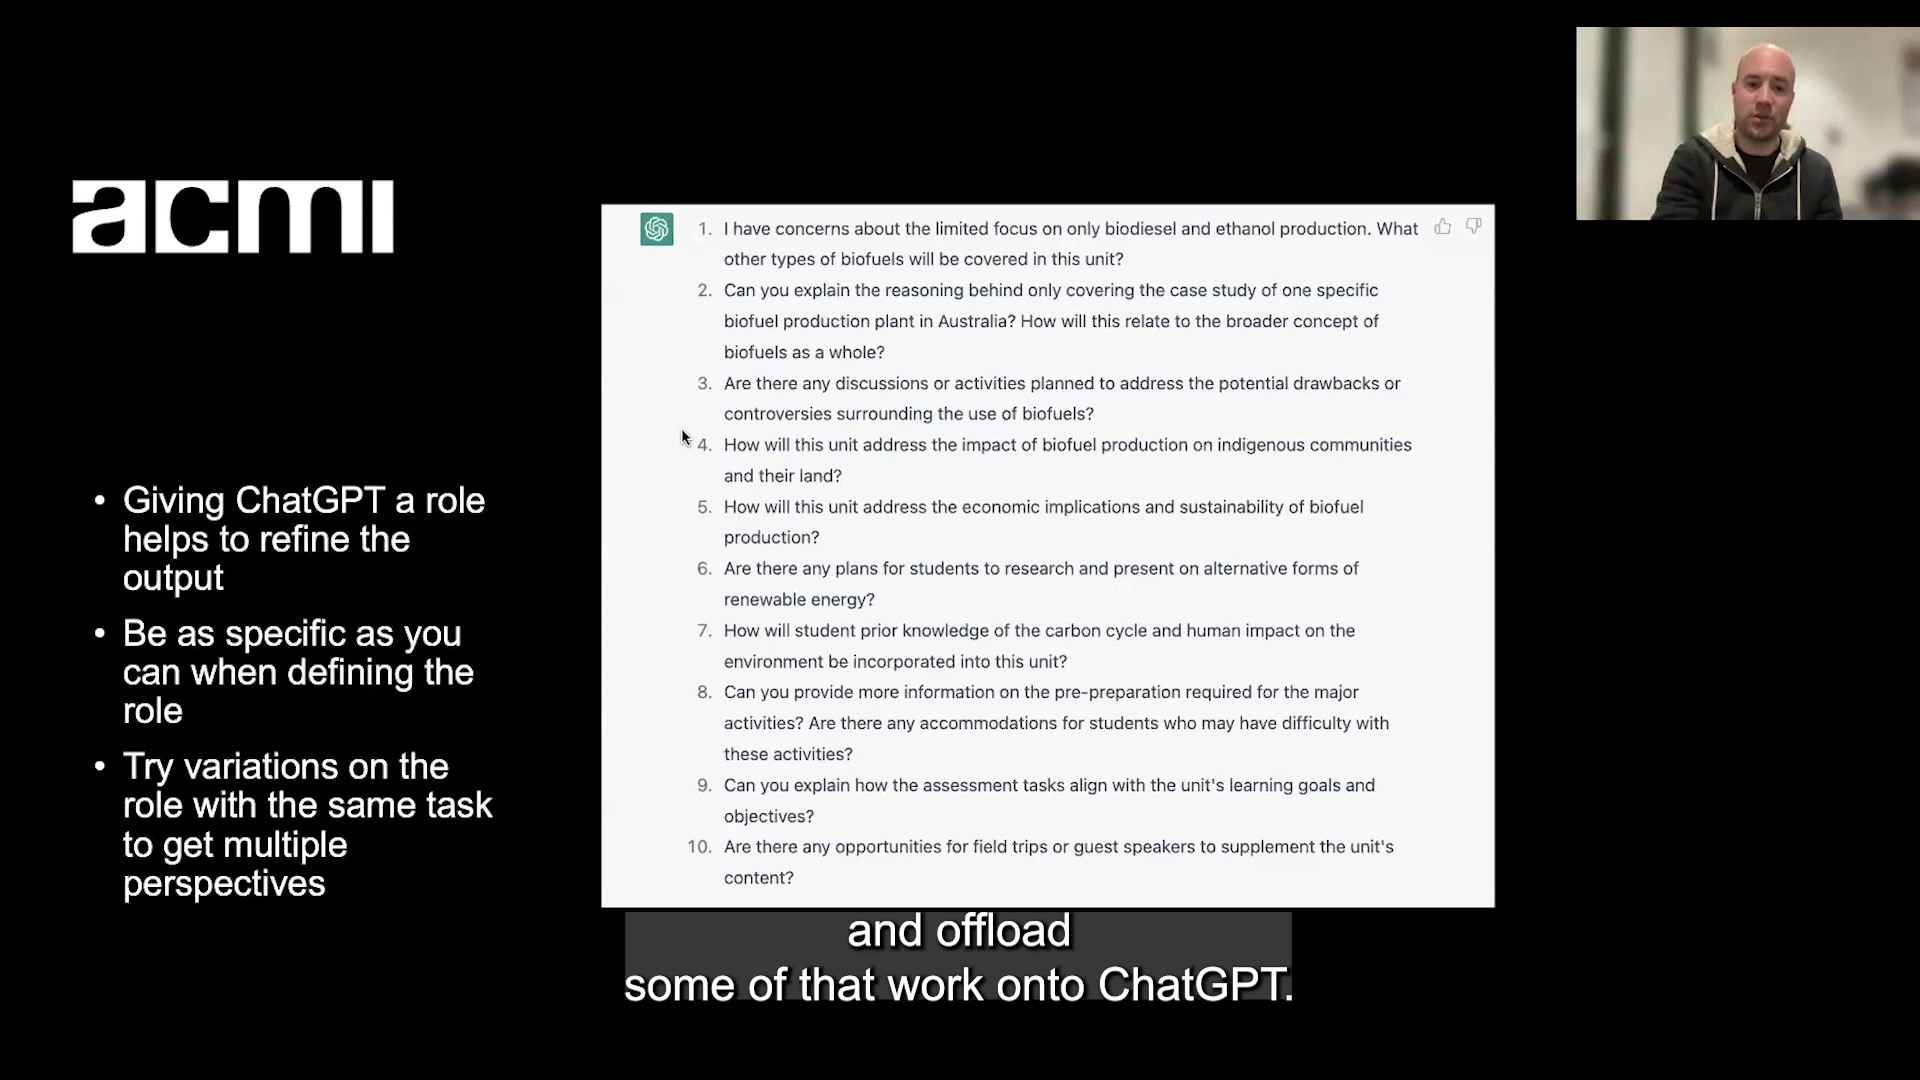 acmi
• Giving ChatGPT a role
helps to refine the
output
• Be as specific as you
can when defining the
role
• Try variations on the
role with the same task
to get multiple
perspectives
1. I have concerns about the limited focus on only biodiesel and ethanol production. What
other types of biofuels will be covered in this unit?
2. Can you explain the reasoning behind only covering the case study of one specific
biofuel production plant in Australia? How will this relate to the broader concept of
biofuels as a whole?
3. Are there any discussions or activities planned to address the potential drawbacks or
controversies surrounding the use of biofuels?
4. How will this unit address the impact of biofuel production on indigenous communities
and their land?
5. How will this unit address the economic implications and sustainability of biofuel
production?
6. Are there any plans for students to research and present on alternative forms of
renewable energy?
7. How will student prior knowledge of the carbon cycle and human impact on the
environment be incorporated into this unit?
8. Can you provide more information on the pre-preparation required for the major
activities? Are there any accommodations for students who may have difficulty with
these activities?
9. Can you explain how the assessment tasks align with the unit's learning goals and
objectives?
10. Are there any opportunities for field trips or guest speakers to supplement the unit's
content?
and offload
some of that work onto ChatGPT.